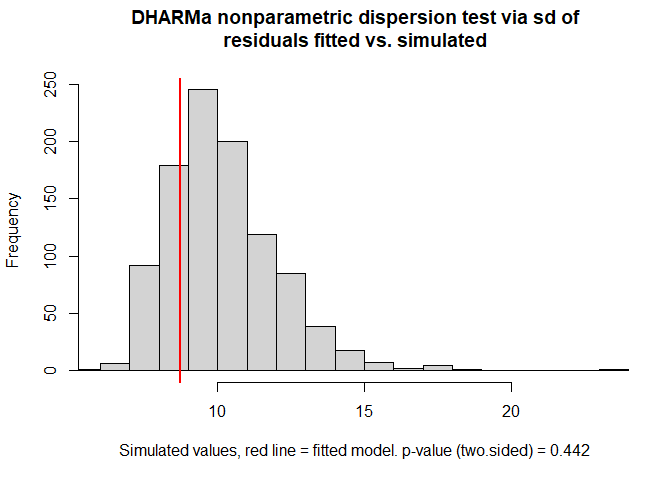 DHARMa nonparametric dispersion test via sd of
residuals fitted vs. simulated
250
200
150
100
50
0
Frequency
10 15 20
Simulated values, red line = fitted model. p-value (two.sided) = 0.442